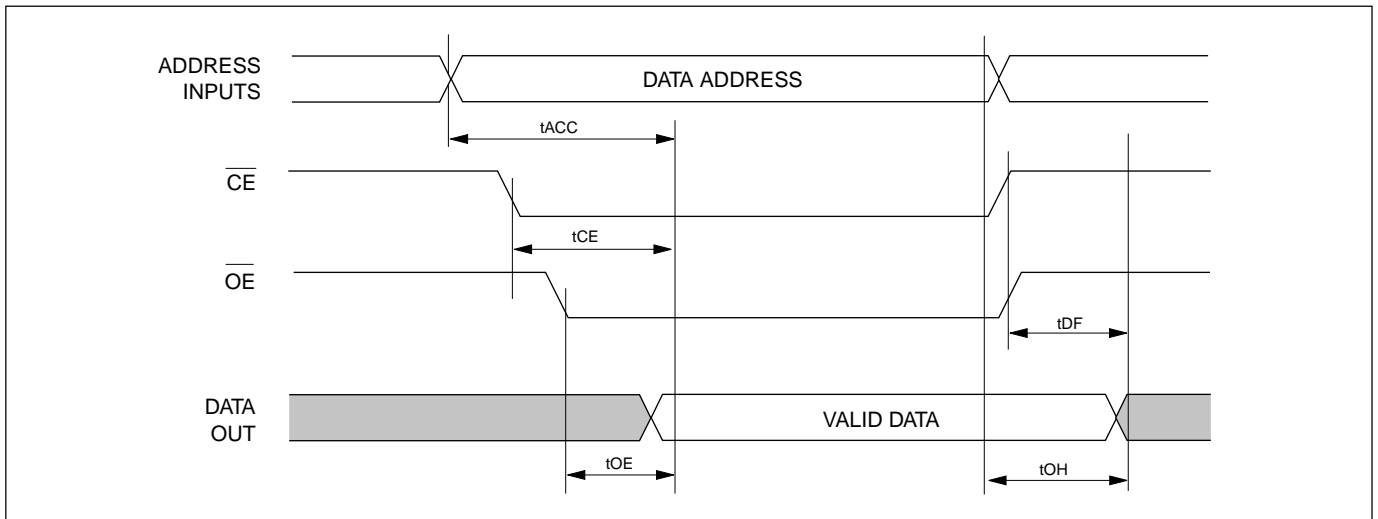 ADDRESS
INPUTS
DATA ADDRESS
tACC
CE
tCE
OE
tDF
DATA
OUT
VALID DATA
tOE
tOH